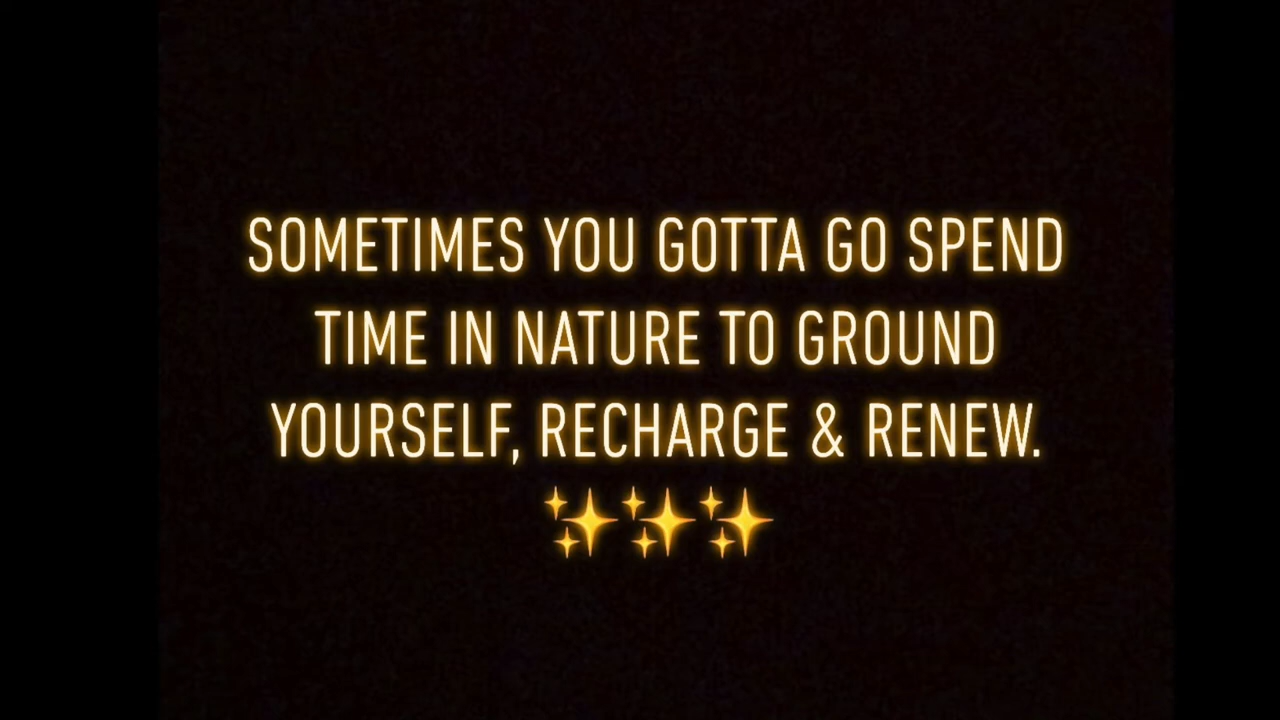 SOMETIMES YOU GOTTA GO SPEND
TIME IN NATURE TO GROUND
YOURSELF, RECHARGE & RENEW.
✨✨✨